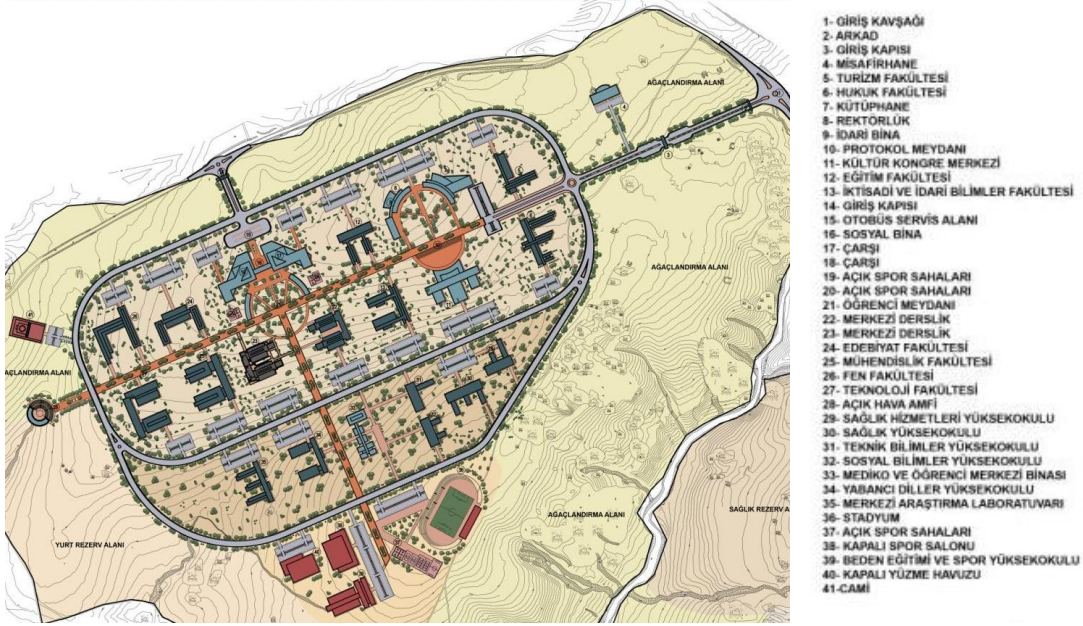 AĞAÇLANDIRMA ALANI
AĞAÇLANDIRMA ALANI
AÇLANDIRMA ALANI
AĞAÇLANDIRMA ALANI
SAĞLIK REZERV A
YURT REZERV ALANI
1- GİRİŞ KAVŞAĞI
2- ARKAD
3- GİRİŞ KAPISI
4- MİSAFİRHANE
5- TURİZM FAKÜLTESİ
6- HUKUK FAKÜLTESİ
7- KÜTÜPHANE
8- REKTÖRLÜK
9- İDARİ BİNA
10- PROTOKOL MEYDANI
11- KÜLTÜR KONGRE MERKEZİ
12- EĞİTİM FAKÜLTESİ
13- İKTİSADİ VE İDARİ BİLİMLER FAKÜLTESİ
14- GİRİŞ KAPISI
15- OTOBÜS SERVİS ALANI
16- SOSYAL BİNA
17- ÇARŞI
18- ÇARŞI
19- AÇIK SPOR SAHALARI
20- AÇIK SPOR SAHALARI
21- ÖĞRENCİ MEYDANI
22- MERKEZİ DERSLİK
23- MERKEZİ DERSLİK
24- EDEBİYAT FAKÜLTESİ
25- MÜHENDİSLİK FAKÜLTESİ
26- FEN FAKÜLTESİ
27- TEKNOLOJİ FAKÜLTESİ
28- AÇIK HAVA AMFİ
29- SAĞLIK HİZMETLERİ YÜKSEKOKULU
30- SAĞLIK YÜKSEKOKULU
31- TEKNİK BİLİMLER YÜKSEKOKULU
32- SOSYAL BİLİMLER YÜKSEKOKULU
33- MEDİKO VE ÖĞRENCİ MERKEZİ BİNASI
34- YABANCI DİLLER YÜKSEKOKULU
35- MERKEZİ ARAŞTIRMA LABORATUVARI
36- STADYUM
37- AÇIK SPOR SAHALARI
38- KAPALI SPOR SALONU
39- BEDEN EĞİTİMİ VE SPOR YÜKSEKOKULU
40- KAPALI YÜZME HAVUZU
41-CAMİ